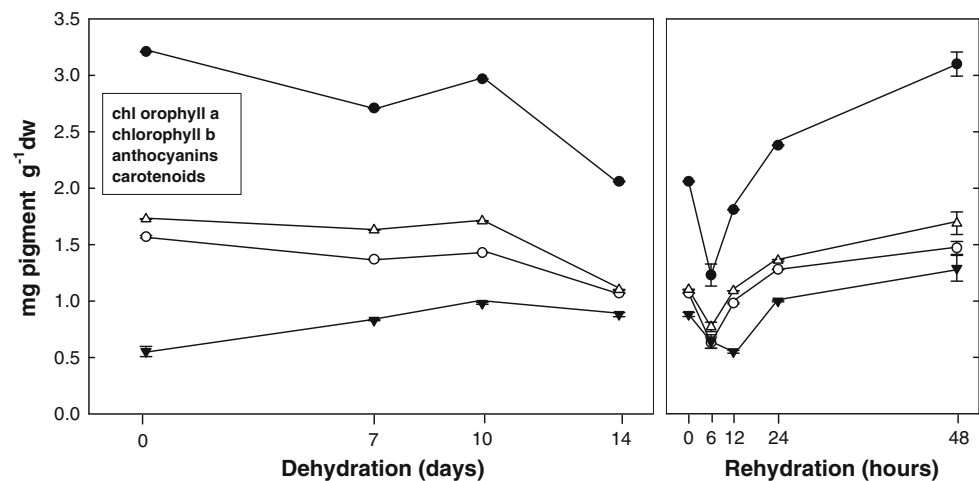 3.5
3.0
2.5
2.0
1.5
1.0
0.5
0.0
mg pigment g⁻¹dw
chl orophyll a
chlorophyll b
anthocyanins
carotenoids
0 7 10 14
Dehydration (days)
0 6 12 24 48
Rehydration (hours)